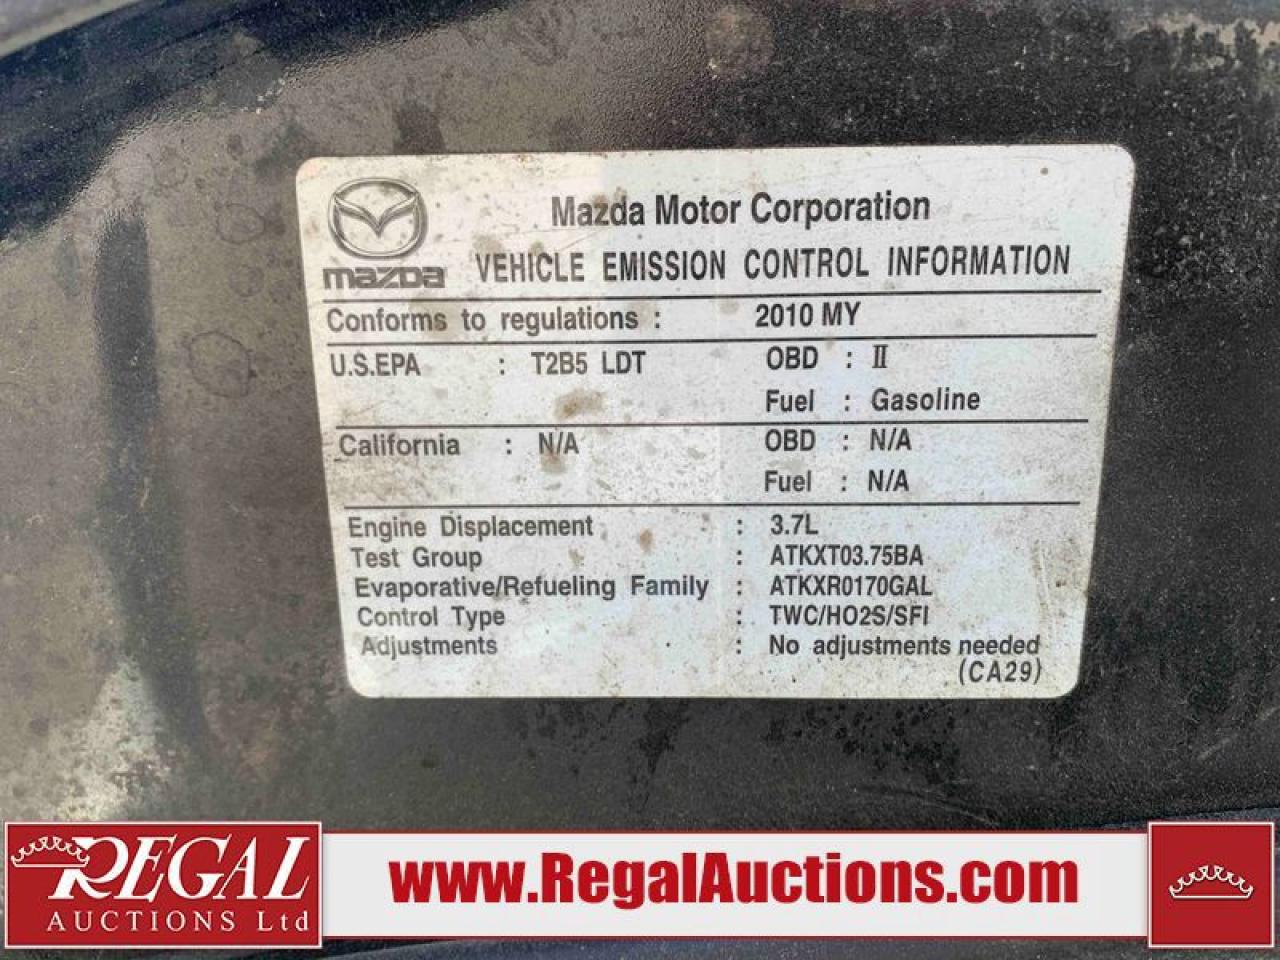 Mazda Motor Corporation
mazda VEHICLE EMISSION CONTROL INFORMATION
Conforms to regulations : 2010 MY
U.S.EPA : T2B5 LDT OBD : II
Fuel : Gasoline
California : N/A OBD : N/A
Fuel : N/A
Engine Displacement : 3.7L
Test Group : ATKXT03.75BA
Evaporative/Refueling Family : ATKXR0170GAL
Control Type : TWC/HO2S/SFI
Adjustments : No adjustments needed
(CA29)
REGAL
AUCTIONS Ltd
www.RegalAuctions.com